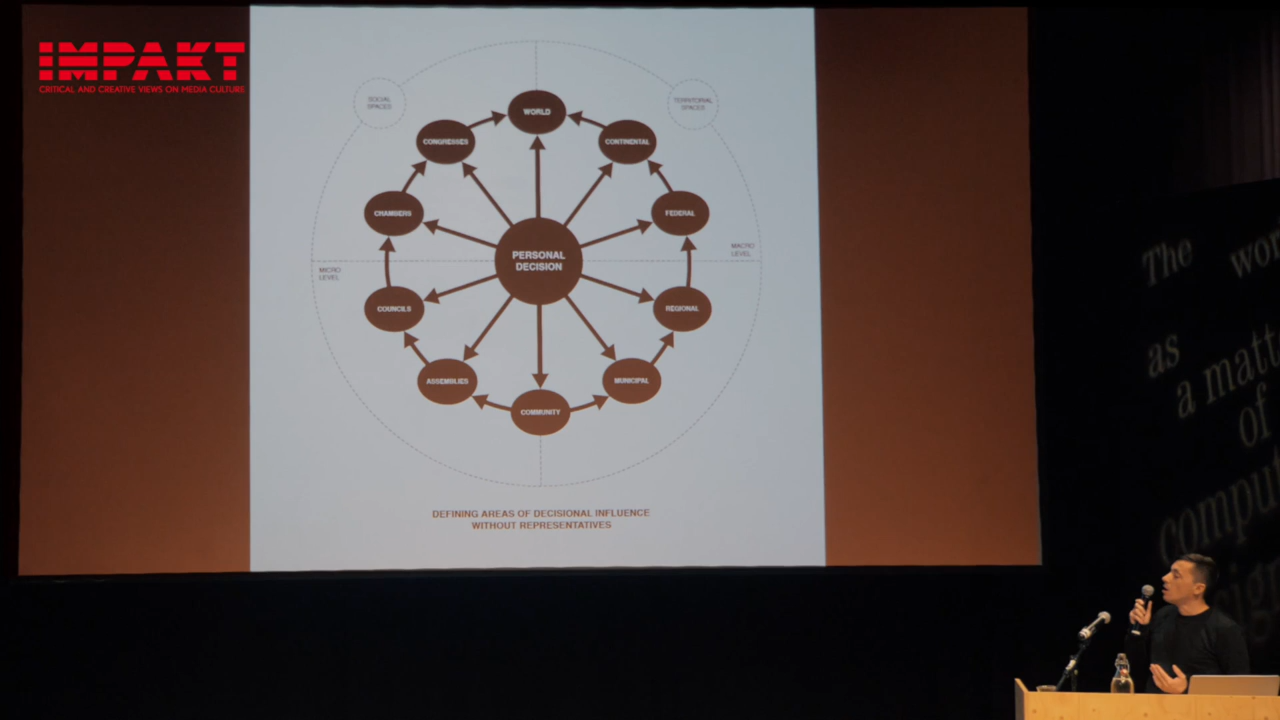 IMPAKT
CRITICAL AND CREATIVE VIEWS ON MEDIA CULTURE
SOCIAL
SPACES
TERRITORIAL
SPACES
WORLD
CONGRESSES
CONTINENTAL
CHAMBERS
FEDERAL
PERSONAL
DECISION
MICRO
LEVEL
MACRO
LEVEL
COUNCILS
REGIONAL
ASSEMBLIES
MUNICIPAL
COMMUNITY
DEFINING AREAS OF DECISIONAL INFLUENCE
WITHOUT REPRESENTATIVES
The
as
a
of